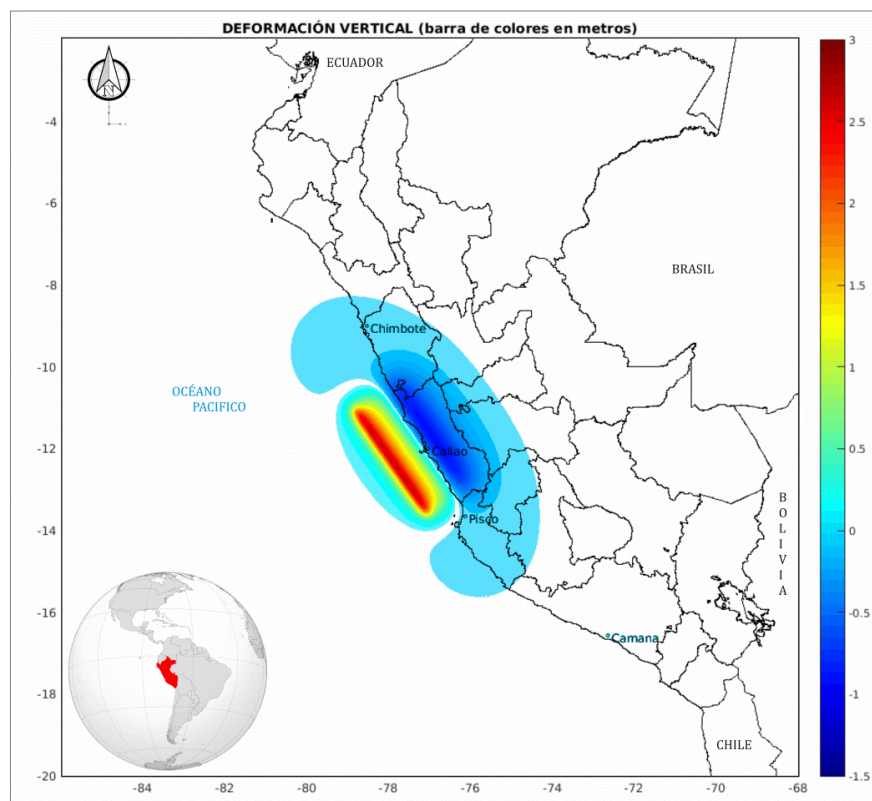 DEFORMACIÓN VERTICAL (barra de colores en metros)
N
ECUADOR
BRASIL
Chimbote
OCÉANO
PACIFICO
Callao
Pisco
BOLIVIA
Camana
CHILE
-4
-6
-8
-10
-12
-14
-16
-18
-20
-84
-82
-80
-78
-76
-74
-72
-70
-68
3
2.5
2
1.5
1
0.5
0
-0.5
-1
-1.5